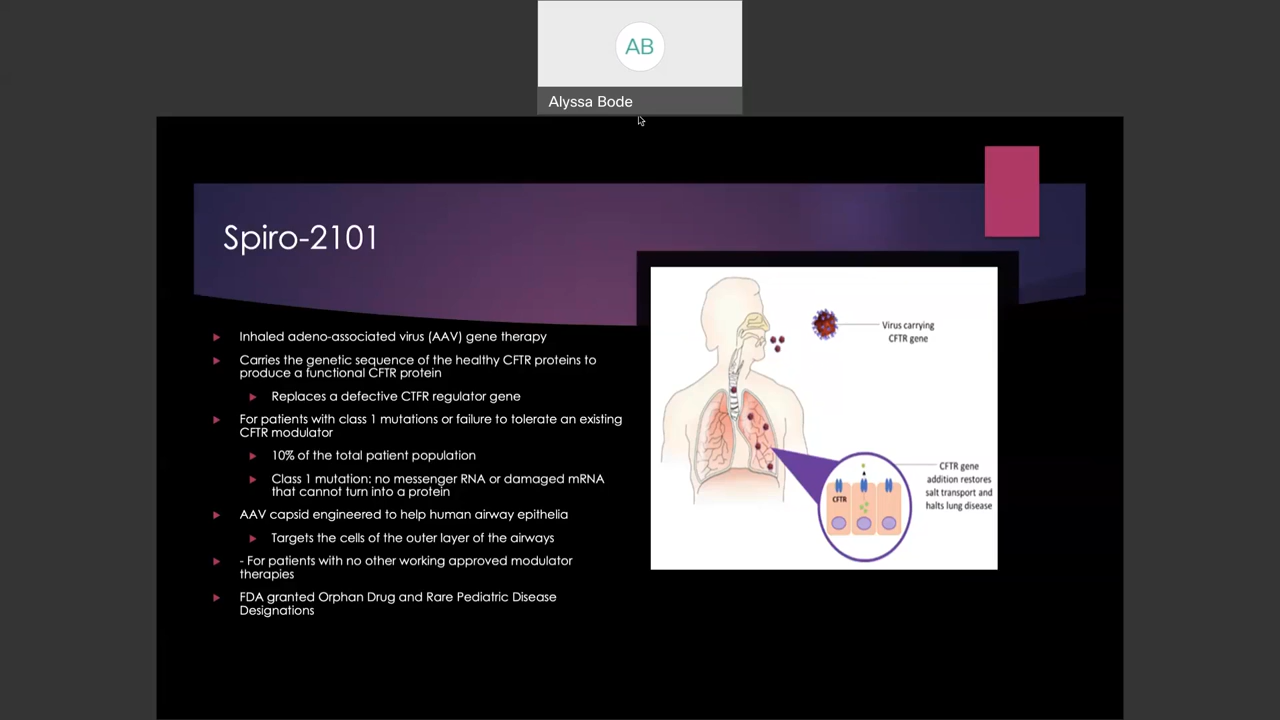 AB
Alyssa Bode
Spiro-2101
Inhaled adeno-associated virus (AAV) gene therapy
Carries the genetic sequence of the healthy CFTR proteins to
produce a functional CFTR protein
Replaces a defective CTFR regulator gene
For patients with class 1 mutations or failure to tolerate an existing
CFTR modulator
10% of the total patient population
Class 1 mutation: no messenger RNA or damaged mRNA
that cannot turn into a protein
AAV capsid engineered to help human airway epithelia
Targets the cells of the outer layer of the airways
- For patients with no other working approved modulator
therapies
FDA granted Orphan Drug and Rare Pediatric Disease
Designations
Virus carrying
CFTR gene
CFTR
CFTR gene
addition restores
salt transport and
halts lung disease